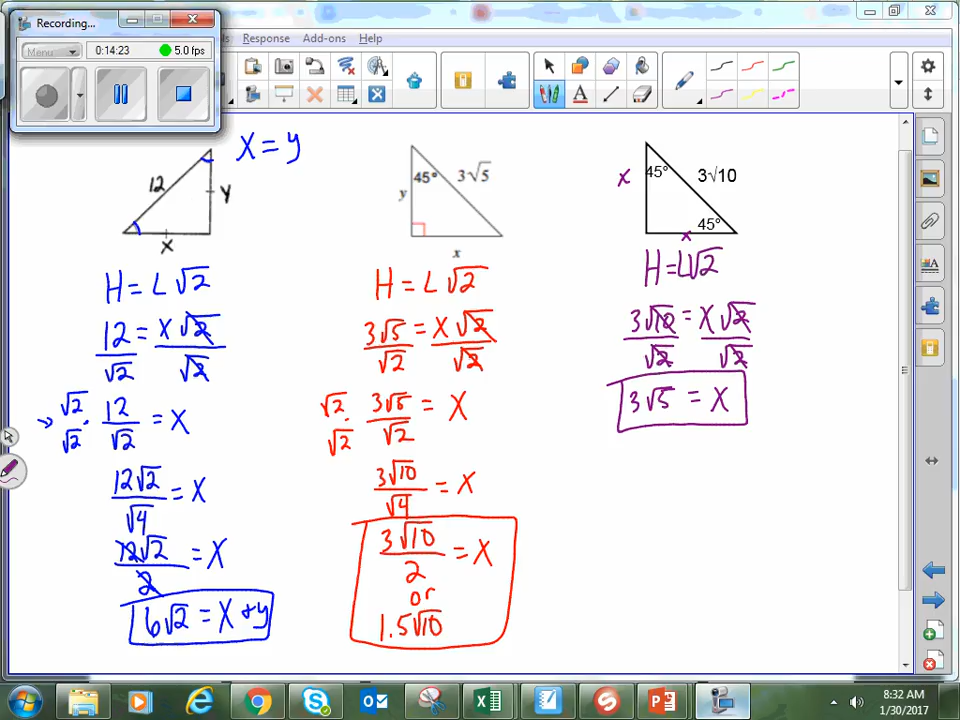 Recording...
Menu
0:14:23
5.0 fps
Response Add-ons Help
X = y
12
y
x
H = L √2
12 = x √2
√2 √2
√2 · 12 = X
√2 √2
12√2 = X
√4
12√2 = X
2
6√2 = X + y
45°
3√5
y
x
H = L √2
3√5 = X √2
√2 √2
√2 · 3√5 = X
√2 √2
3√10 = X
√4
3√10 = X
2
or
1.5√10
x
45°
3√10
45°
x
H = L√2
3√10 = X √2
√2 √2
3√5 = X
8:32 AM
1/30/2017